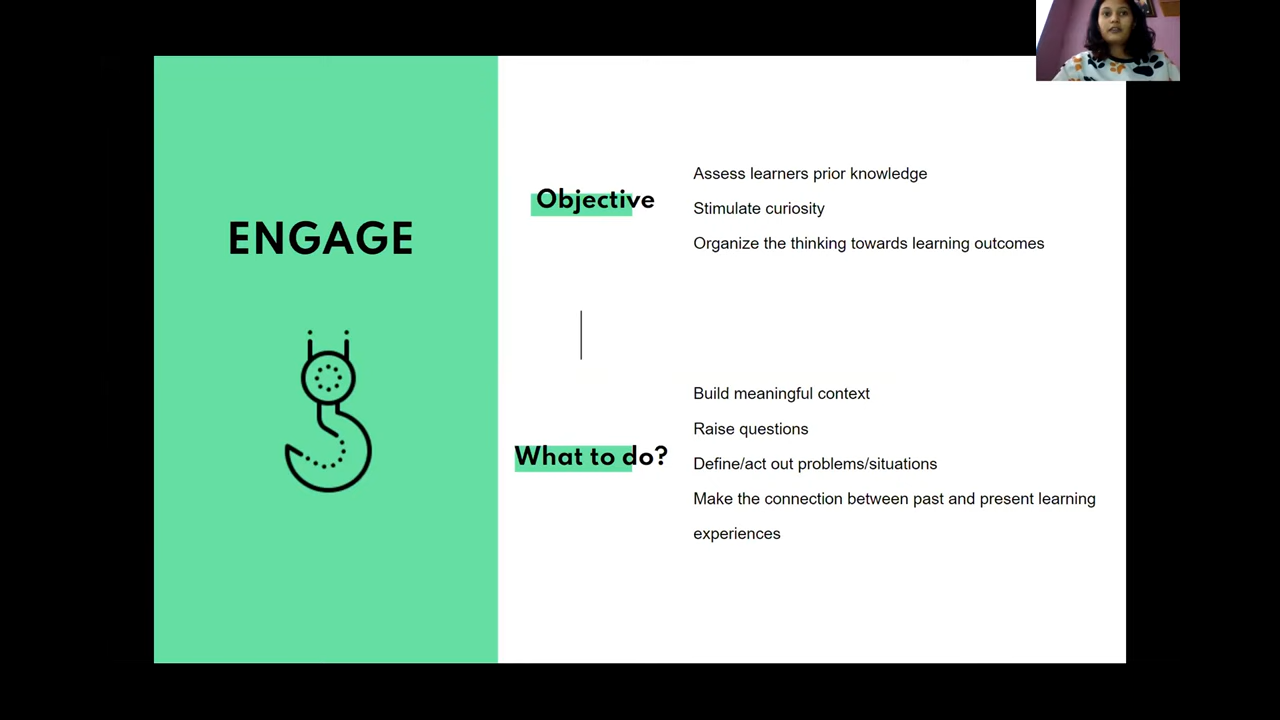 ENGAGE
Objective
Assess learners prior knowledge
Stimulate curiosity
Organize the thinking towards learning outcomes
What to do?
Build meaningful context
Raise questions
Define/act out problems/situations
Make the connection between past and present learning
experiences